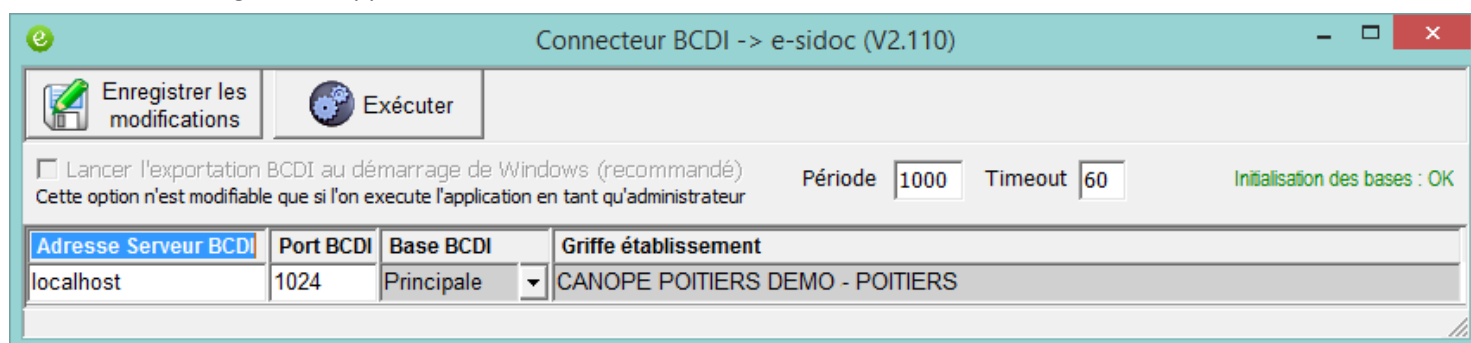 Connecteur BCDI -> e-sidoc (V2.110)
Enregistrer les
modifications
Exécuter
Lancer l'exportation BCDI au démarrage de Windows (recommandé)
Cette option n'est modifiable que si l'on execute l'application en tant qu'administrateur
Période 1000 Timeout 60
Initialisation des bases : OK
Adresse Serveur BCDI Port BCDI Base BCDI Griffe établissement
localhost 1024 Principale CANOPE POITIERS DEMO - POITIERS